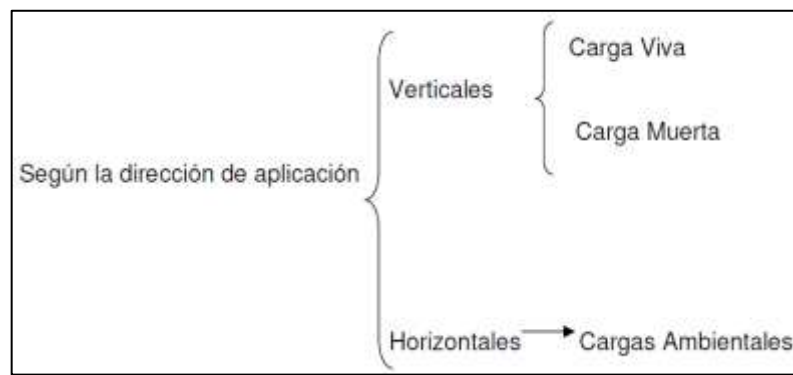 Carga Viva
Verticales
Carga Muerta
Según la dirección de aplicación
Horizontales
Cargas Ambientales